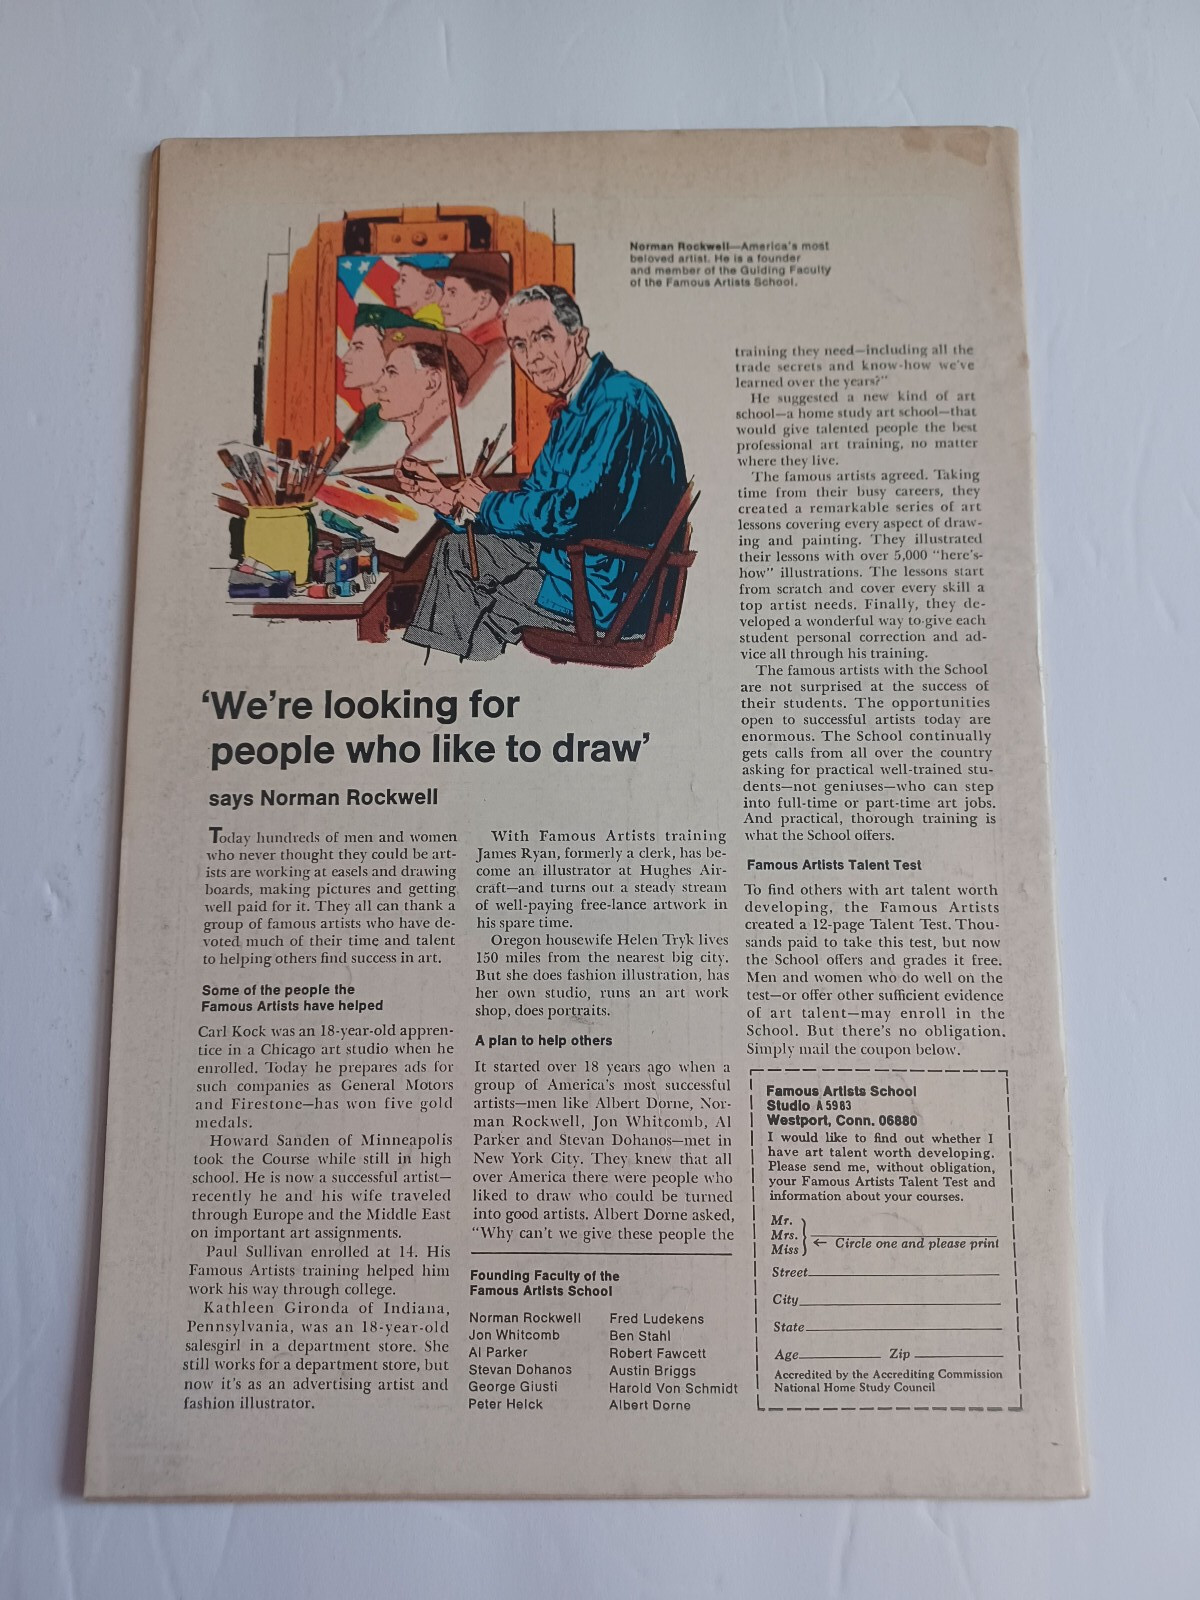 Norman Rockwell—America's most
beloved artist. He is a founder
and member of the Guiding Faculty
of the Famous Artists School.
'We're looking for
people who like to draw'
says Norman Rockwell
Today hundreds of men and women
who never thought they could be art-
ists are working at easels and drawing
boards, making pictures and getting
well paid for it. They all can thank a
group of famous artists who have de-
voted much of their time and talent
to helping others find success in art.
Some of the people the
Famous Artists have helped
Carl Kock was an 18-year-old appren-
tice in a Chicago art studio when he
enrolled. Today he prepares ads for
such companies as General Motors
and Firestone—has won five gold
medals.
Howard Sanden of Minneapolis
took the Course while still in high
school. He is now a successful artist—
recently he and his wife traveled
through Europe and the Middle East
on important art assignments.
Paul Sullivan enrolled at 14. His
Famous Artists training helped him
work his way through college.
Kathleen Gironda of Indiana,
Pennsylvania, was an 18-year-old
salesgirl in a department store. She
still works for a department store, but
now it's as an advertising artist and
fashion illustrator.
With Famous Artists training
James Ryan, formerly a clerk, has be-
come an illustrator at Hughes Air-
craft—and turns out a steady stream
of well-paying free-lance artwork in
his spare time.
Oregon housewife Helen Tryk lives
150 miles from the nearest big city.
But she does fashion illustration, has
her own studio, runs an art work
shop, does portraits.
A plan to help others
It started over 18 years ago when a
group of America's most successful
artists—men like Albert Dorne, Nor-
man Rockwell, Jon Whitcomb, Al
Parker and Stevan Dohanos—met in
New York City. They knew that all
over America there were people who
liked to draw who could be turned
into good artists. Albert Dorne asked,
"Why can't we give these people the
training they need—including all the
trade secrets and know-how we've
learned over the years?"
He suggested a new kind of art
school—a home study art school—that
would give talented people the best
professional art training, no matter
where they live.
The famous artists agreed. Taking
time from their busy careers, they
created a remarkable series of art
lessons covering every aspect of draw-
ing and painting. They illustrated
their lessons with over 5,000 "here's-
how" illustrations. The lessons start
from scratch and cover every skill a
top artist needs. Finally, they de-
veloped a wonderful way to give each
student personal correction and ad-
vice all through his training.
The famous artists with the School
are not surprised at the success of
their students. The opportunities
open to successful artists today are
enormous. The School continually
gets calls from all over the country
asking for practical well-trained stu-
dents—not geniuses—who can step
into full-time or part-time art jobs.
And practical, thorough training is
what the School offers.
Famous Artists Talent Test
To find others with art talent worth
developing, the Famous Artists
created a 12-page Talent Test. Thou-
sands paid to take this test, but now
the School offers and grades it free.
Men and women who do well on the
test—or offer other sufficient evidence
of art talent—may enroll in the
School. But there's no obligation.
Simply mail the coupon below.
Founding Faculty of the
Famous Artists School
Norman Rockwell
Jon Whitcomb
Al Parker
Stevan Dohanos
George Giusti
Peter Helck
Fred Ludekens
Ben Stahl
Robert Fawcett
Austin Briggs
Harold Von Schmidt
Albert Dorne
Famous Artists School
Studio A5983
Westport, Conn. 06880
I would like to find out whether I
have art talent worth developing.
Please send me, without obligation,
your Famous Artists Talent Test and
information about your courses.
Mr.
Mrs.
Miss
← Circle one and please print
Street
City
State
Age Zip
Accredited by the Accrediting Commission
National Home Study Council